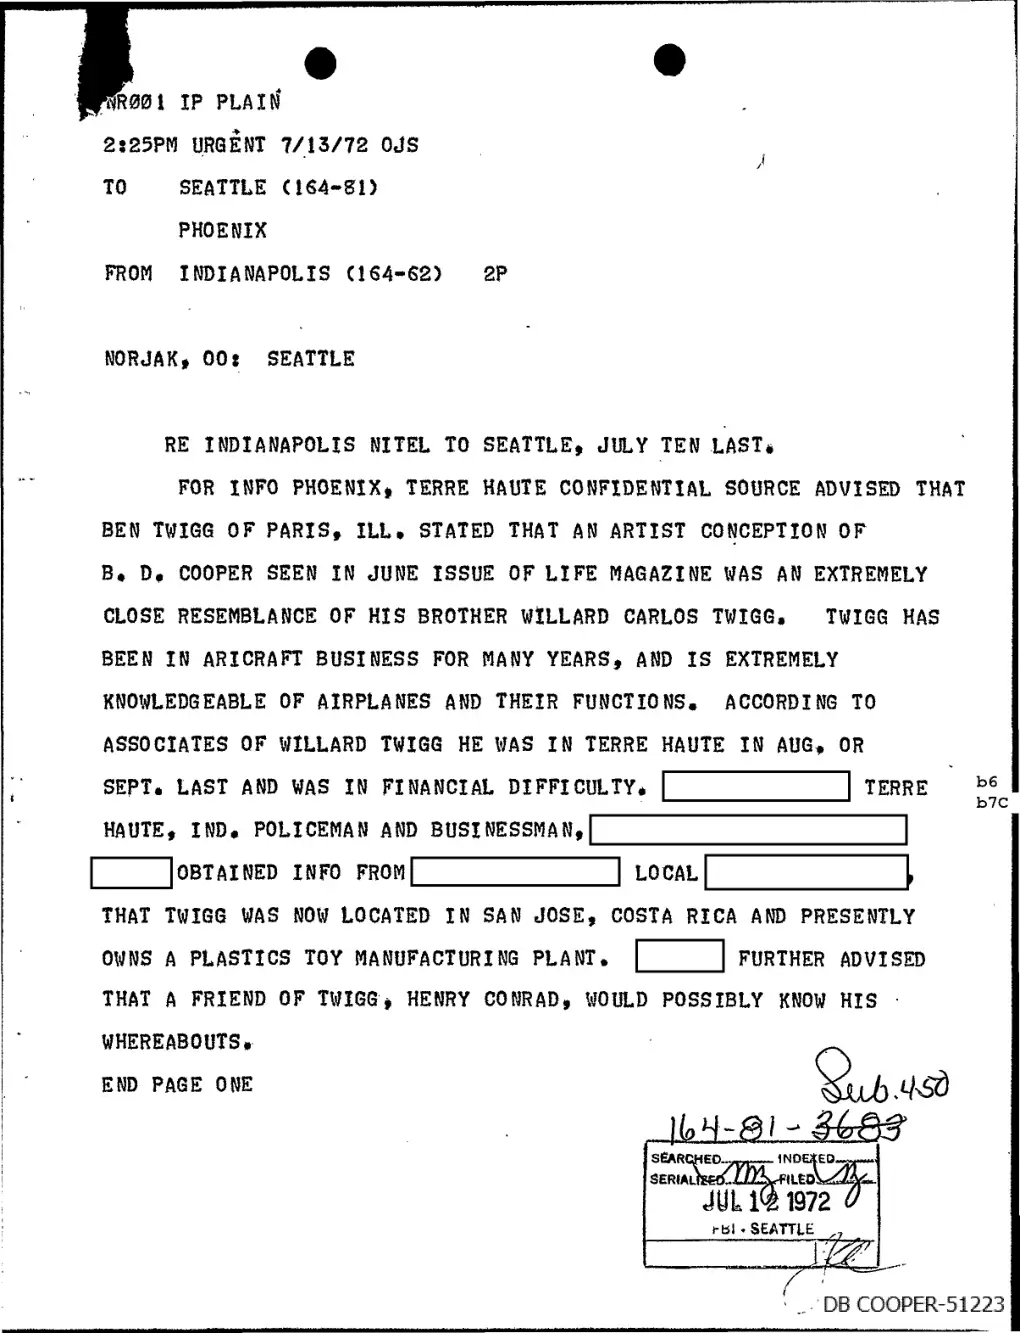 NR001 IP PLAIN
2:25PM URGENT 7/13/72 OJS
TO SEATTLE (164-81)
PHOENIX
FROM INDIANAPOLIS (164-62) 2P
NORJAK, OO: SEATTLE
RE INDIANAPOLIS NITEL TO SEATTLE, JULY TEN LAST.
FOR INFO PHOENIX, TERRE HAUTE CONFIDENTIAL SOURCE ADVISED THAT
BEN TWIGG OF PARIS, ILL. STATED THAT AN ARTIST CONCEPTION OF
B. D. COOPER SEEN IN JUNE ISSUE OF LIFE MAGAZINE WAS AN EXTREMELY
CLOSE RESEMBLANCE OF HIS BROTHER WILLARD CARLOS TWIGG. TWIGG HAS
BEEN IN ARICRAFT BUSINESS FOR MANY YEARS, AND IS EXTREMELY
KNOWLEDGEABLE OF AIRPLANES AND THEIR FUNCTIONS. ACCORDING TO
ASSOCIATES OF WILLARD TWIGG HE WAS IN TERRE HAUTE IN AUG. OR
SEPT. LAST AND WAS IN FINANCIAL DIFFICULTY. TERRE
b6
b7C
HAUTE, IND. POLICEMAN AND BUSINESSMAN,
OBTAINED INFO FROM LOCAL ,
THAT TWIGG WAS NOW LOCATED IN SAN JOSE, COSTA RICA AND PRESENTLY
OWNS A PLASTICS TOY MANUFACTURING PLANT. FURTHER ADVISED
THAT A FRIEND OF TWIGG, HENRY CONRAD, WOULD POSSIBLY KNOW HIS
WHEREABOUTS.
END PAGE ONE
Sub. 450
164-81-3683
SEARCHED INDEXED
SERIALIZED FILED
JUL 12 1972
FBI - SEATTLE
DB COOPER-51223